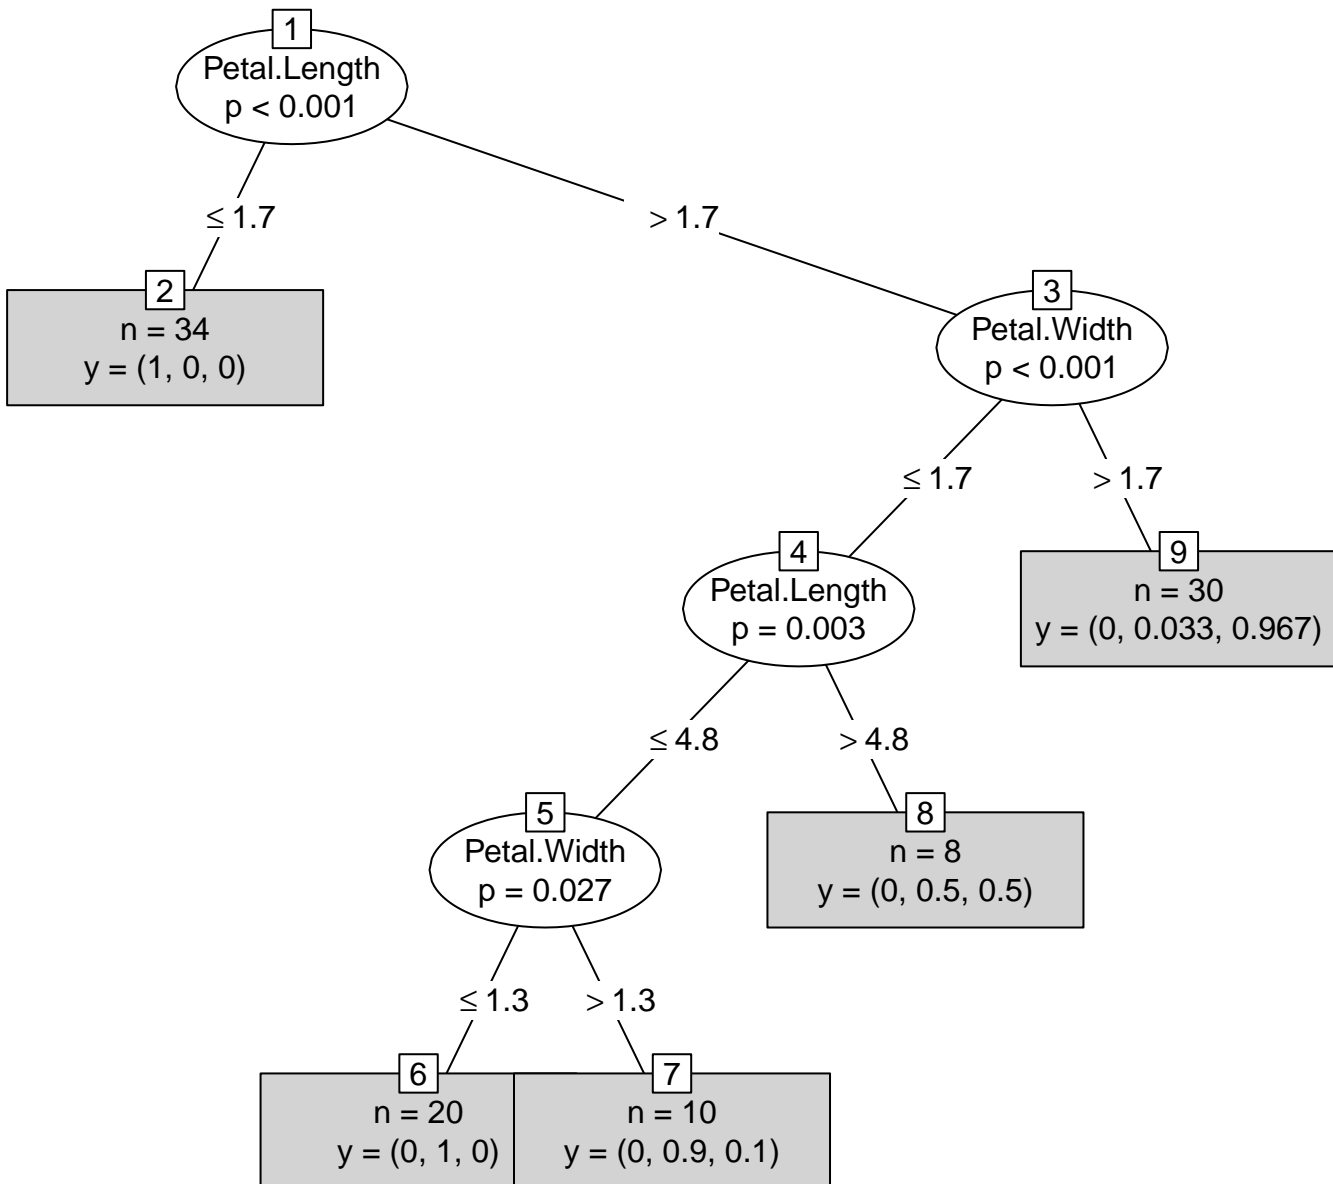 1
Petal.Length
p < 0.001
≤ 1.7
> 1.7
2
n = 34
y = (1, 0, 0)
3
Petal.Width
p < 0.001
≤ 1.7
> 1.7
4
Petal.Length
p = 0.003
9
n = 30
y = (0, 0.033, 0.967)
≤ 4.8
> 4.8
5
Petal.Width
p = 0.027
8
n = 8
y = (0, 0.5, 0.5)
≤ 1.3
> 1.3
6
n = 20
y = (0, 1, 0)
7
n = 10
y = (0, 0.9, 0.1)